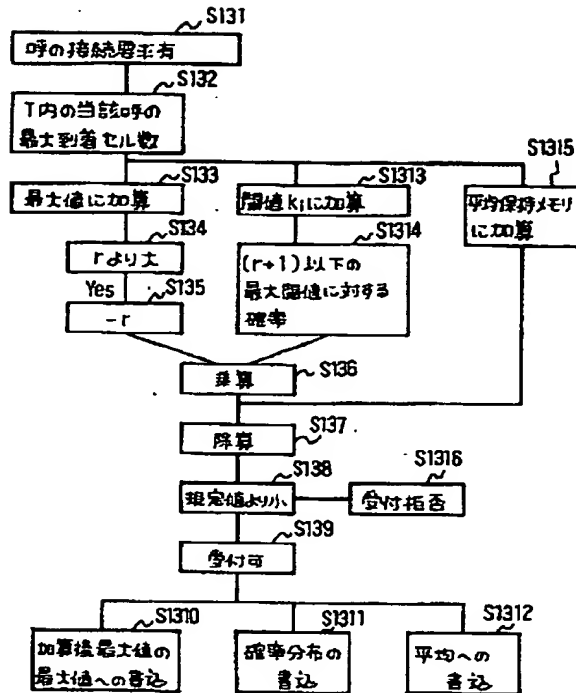 S131
呼の接続要求有
S132
T内の当該呼の
最大到着セル数
S133
最大値に加算
S1313
閾値kiに加算
S1315
平均保持メモリ
に加算
S134
rより大
Yes
S135
-r
S1314
(r+1)以下の
最大閾値に対する
確率
S136
乗算
S137
除算
S138
規定値より小
S1316
受付拒否
S139
受付可
S1310
加算後最大値の
最大値への書込
S1311
確率分布の
書込
S1312
平均への
書込